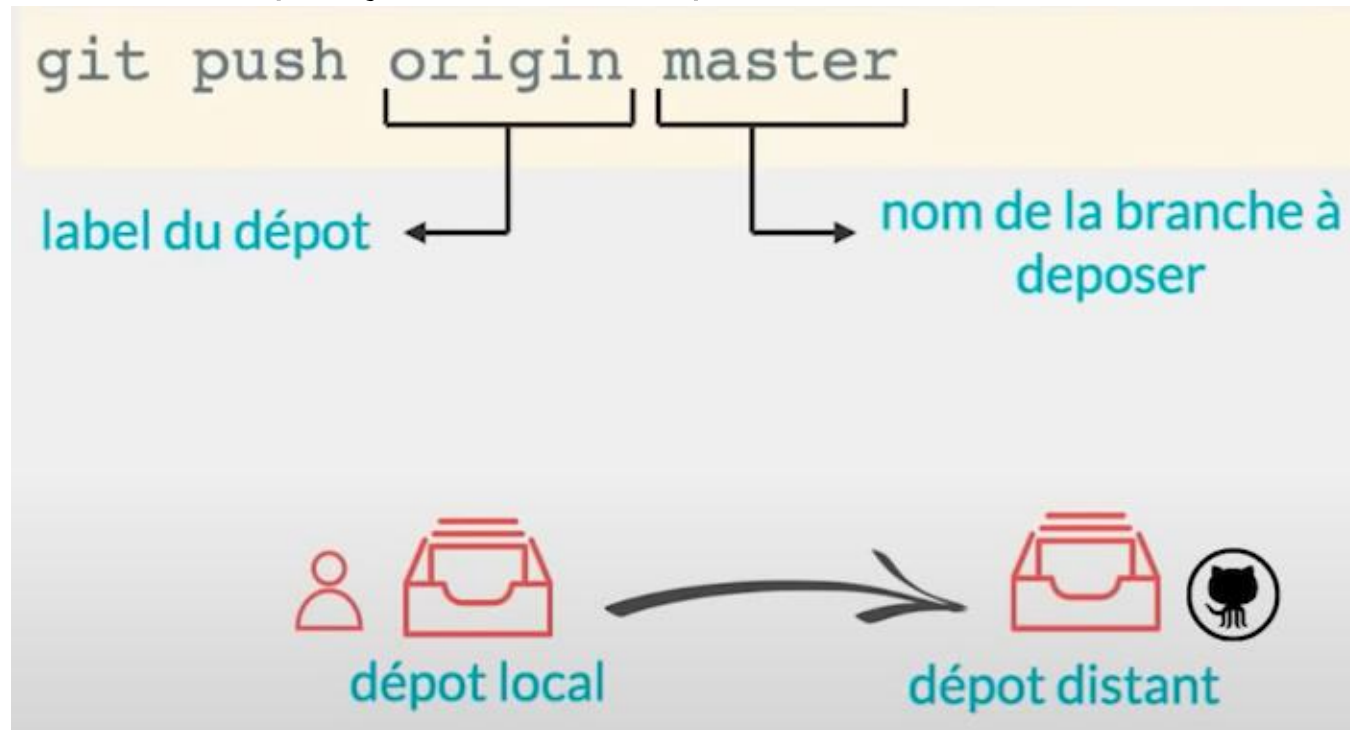 git push origin master
label du dépot
nom de la branche à
deposer
dépot local
dépot distant